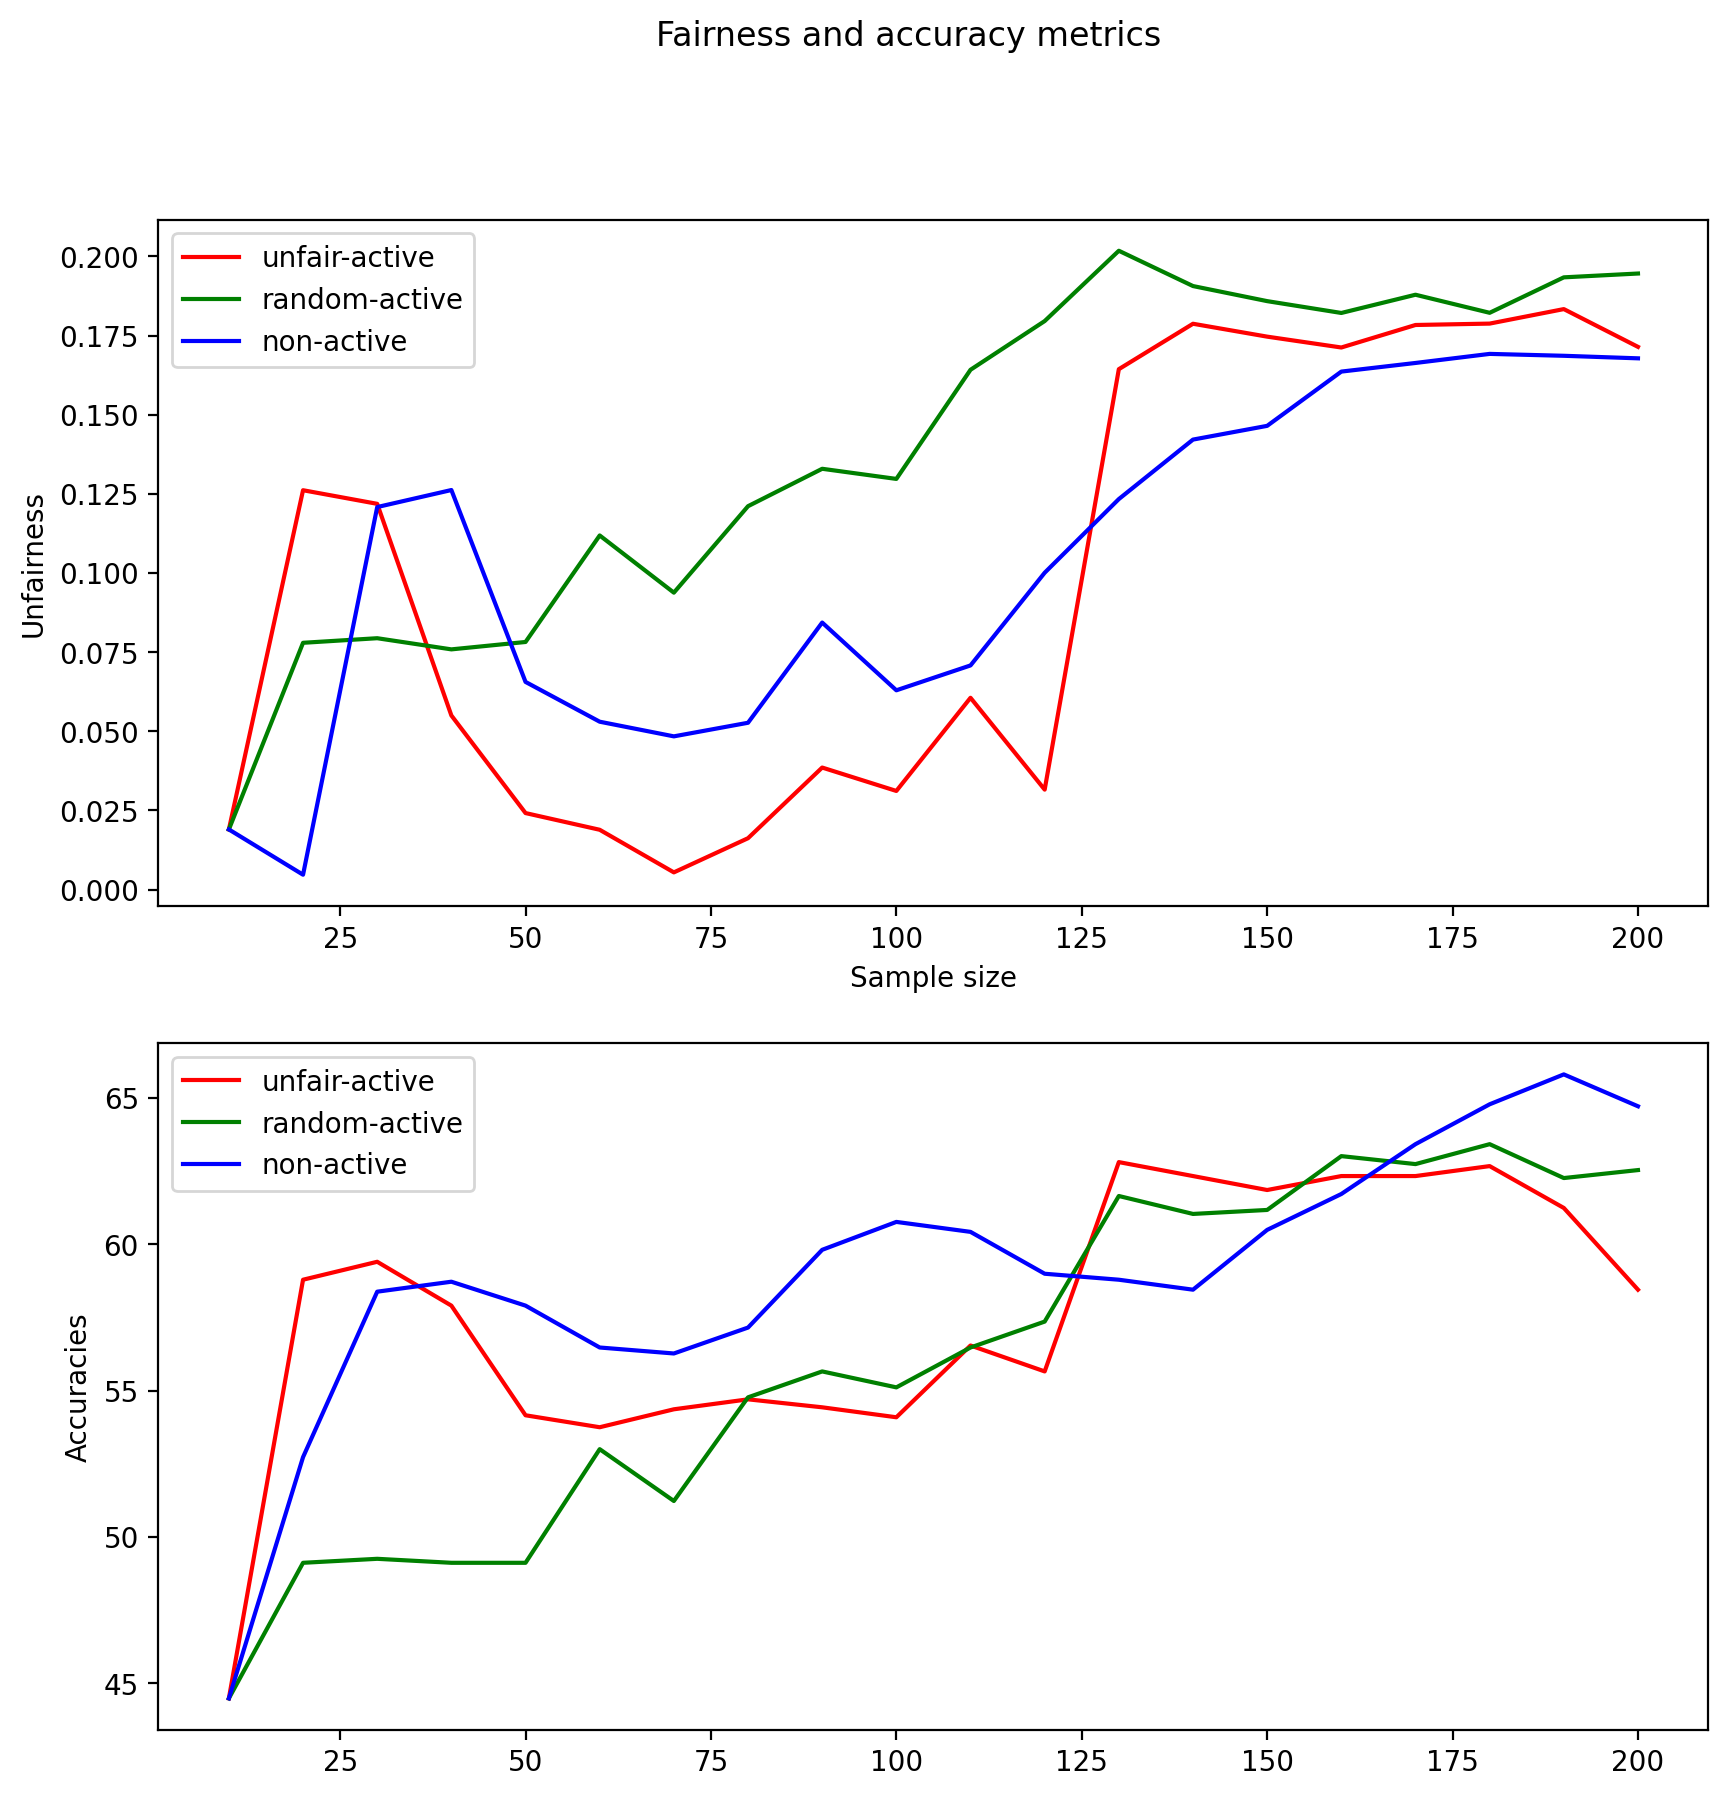 Fairness and accuracy metrics
unfair-active
random-active
non-active
0.200
0.175
0.150
0.125
0.100
0.075
0.050
0.025
0.000
Unfairness
25 50 75 100 125 150 175 200
Sample size
unfair-active
random-active
non-active
65
60
55
50
45
Accuracies
25 50 75 100 125 150 175 200